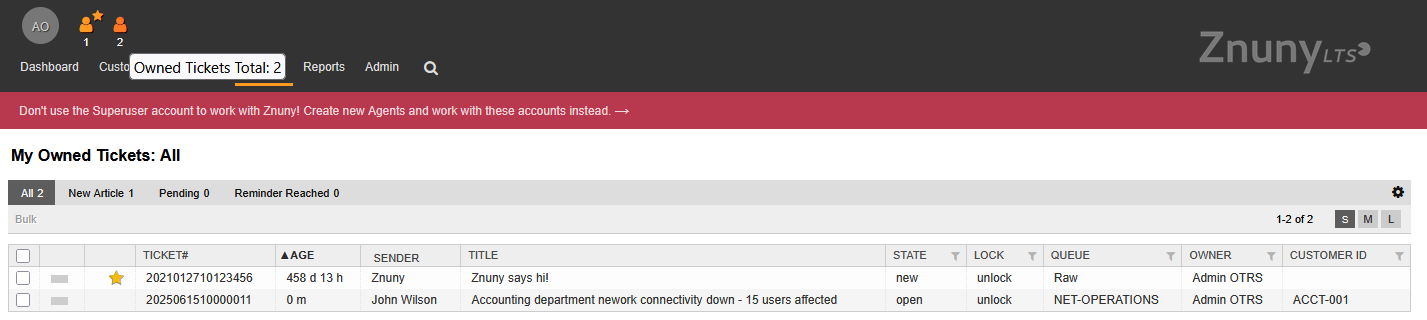 AO
1
2
Znuny LTS
Dashboard Custo Owned Tickets Total: 2 Reports Admin
Don't use the Superuser account to work with Znuny! Create new Agents and work with these accounts instead. →
My Owned Tickets: All
All 2 New Article 1 Pending 0 Reminder Reached 0
Bulk 1-2 of 2 S M L
TICKET# ▲AGE SENDER TITLE STATE LOCK QUEUE OWNER CUSTOMER ID
2021012710123456 458 d 13 h Znuny Znuny says hi! new unlock Raw Admin OTRS
2025061510000011 0 m John Wilson Accounting department nework connectivity down - 15 users affected open unlock NET-OPERATIONS Admin OTRS ACCT-001